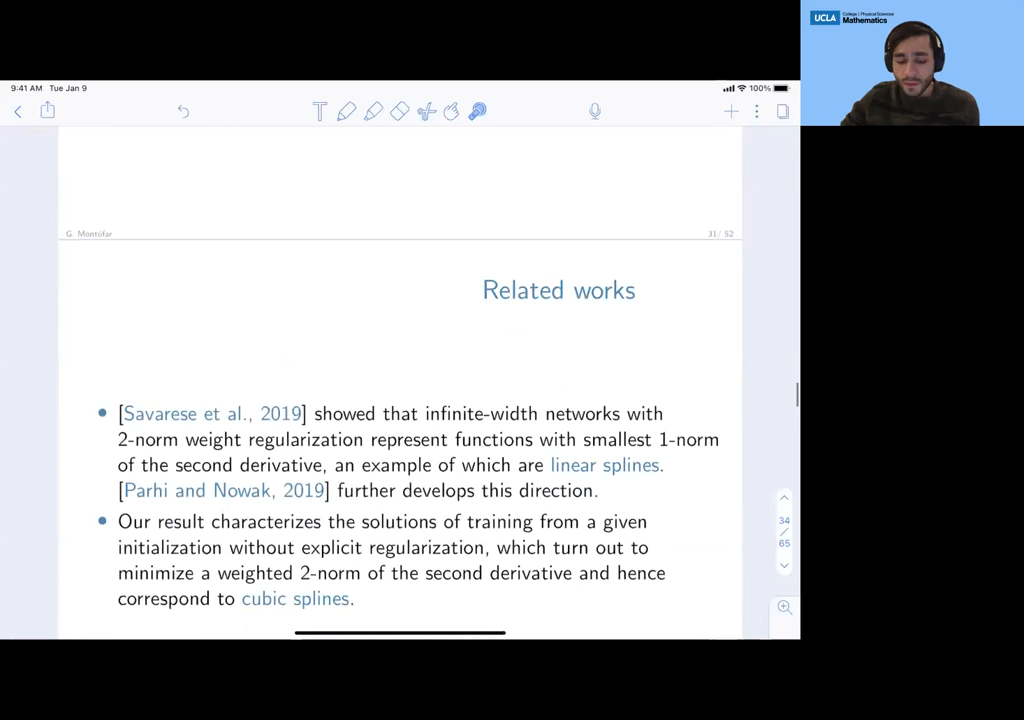 UCLA College | Physical Sciences
Mathematics
9:41 AM Tue Jan 9
100%
G. Montúfar
31/ 52
Related works
• [Savarese et al., 2019] showed that infinite-width networks with
2-norm weight regularization represent functions with smallest 1-norm
of the second derivative, an example of which are linear splines.
[Parhi and Nowak, 2019] further develops this direction.
• Our result characterizes the solutions of training from a given
initialization without explicit regularization, which turn out to
minimize a weighted 2-norm of the second derivative and hence
correspond to cubic splines.
34
/
65